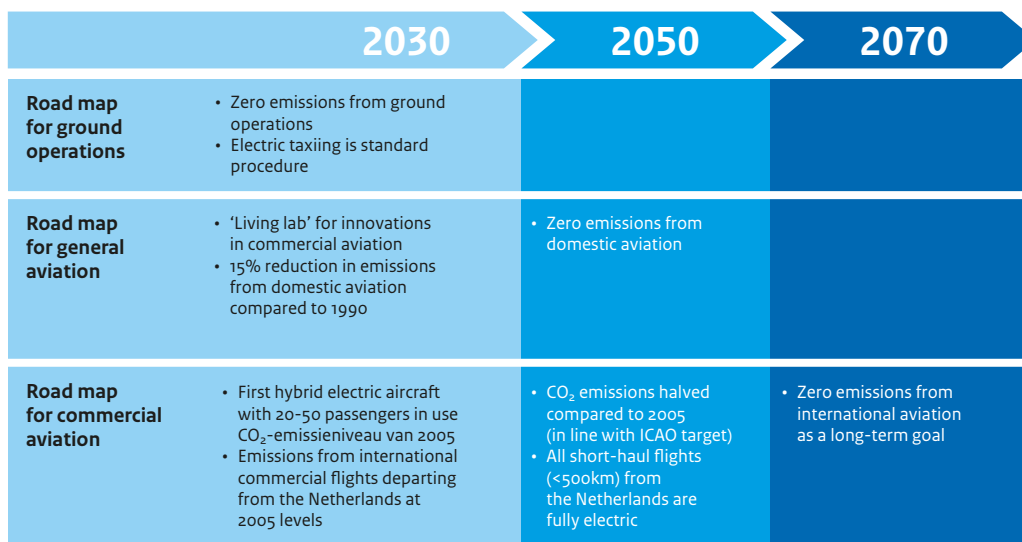 2030
2050
2070
Road map
for ground
operations
• Zero emissions from ground
operations
• Electric taxiing is standard
procedure
Road map
for general
aviation
• ‘Living lab’ for innovations
in commercial aviation
• 15% reduction in emissions
from domestic aviation
compared to 1990
• Zero emissions from
domestic aviation
Road map
for commercial
aviation
• First hybrid electric aircraft
with 20-50 passengers in use
CO₂-emissieniveau van 2005
• Emissions from international
commercial flights departing
from the Netherlands at
2005 levels
• CO₂ emissions halved
compared to 2005
(in line with ICAO target)
• All short-haul flights
(<500km) from
the Netherlands are
fully electric
• Zero emissions from
international aviation
as a long-term goal